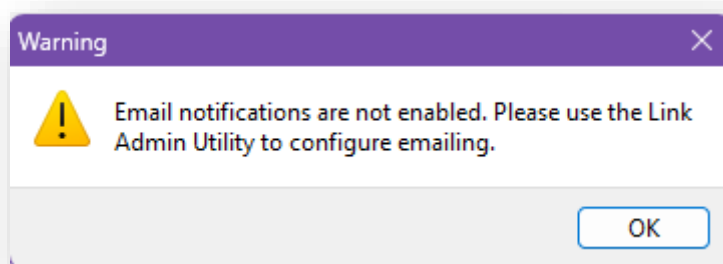 Warning
Email notifications are not enabled. Please use the Link
Admin Utility to configure emailing.
OK